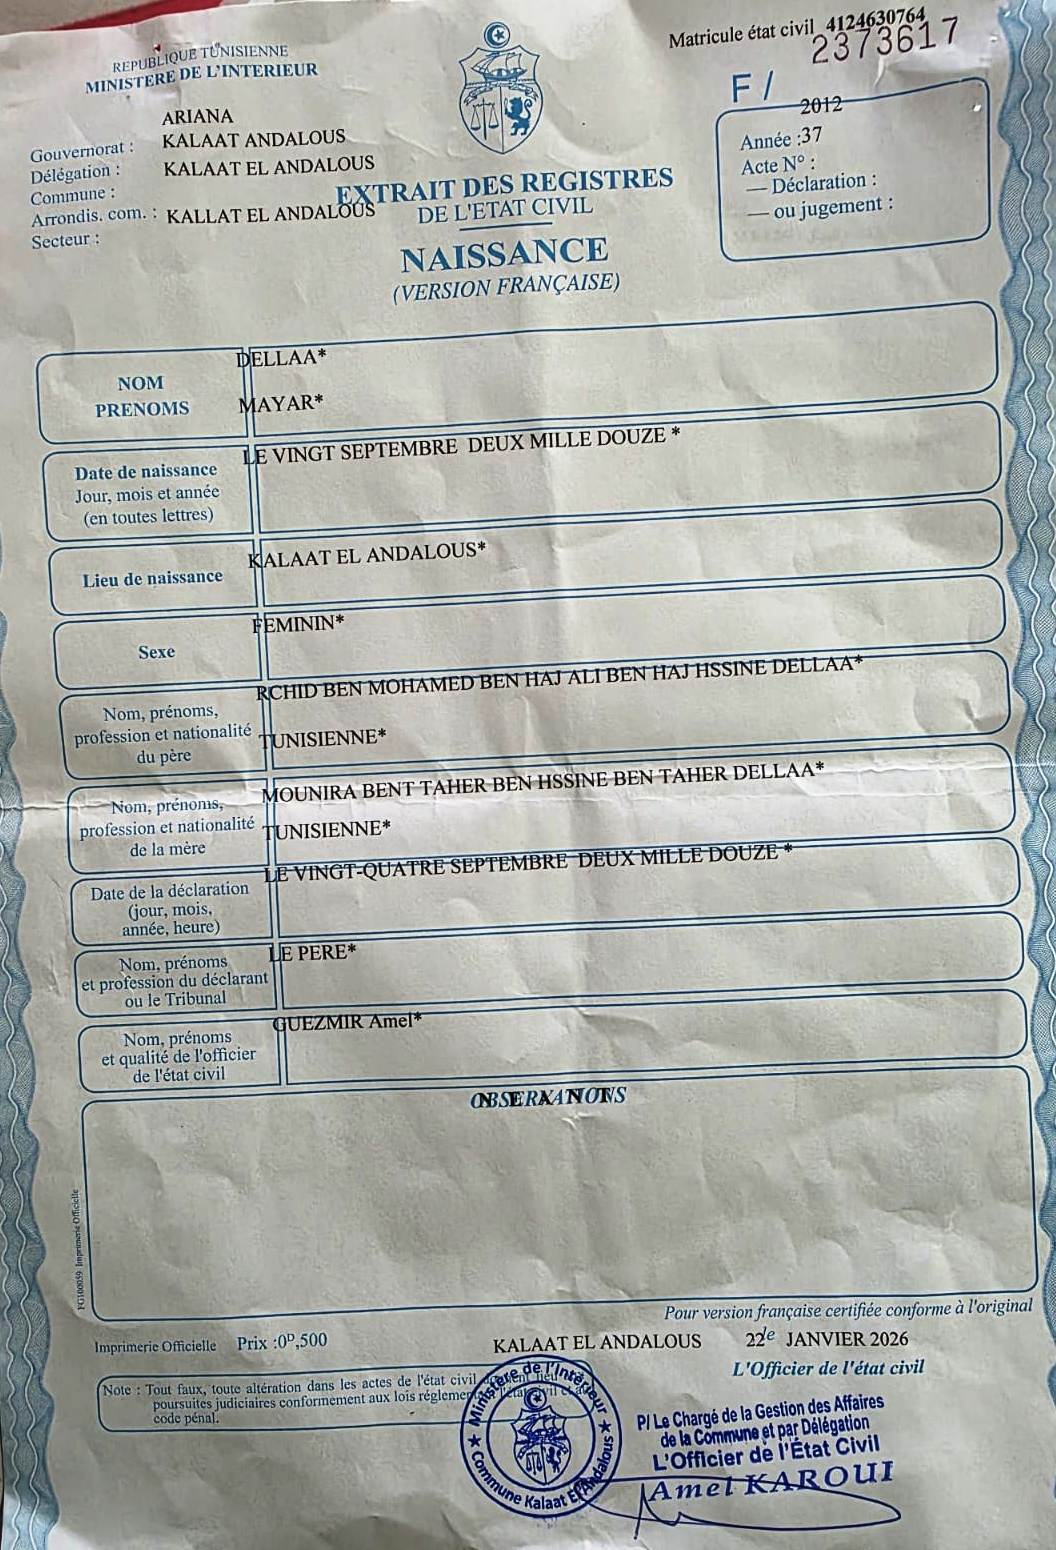 Matricule état civil 4124630764
2373617
REPUBLIQUE TUNISIENNE
MINISTERE DE L'INTERIEUR
F /
2012
Année :37
Acte N° :
— Déclaration :
— ou jugement :
ARIANA
Gouvernorat : KALAAT ANDALOUS
Délégation : KALAAT EL ANDALOUS
Commune :
Arrondis. com. : KALLAT EL ANDALOUS
Secteur :
EXTRAIT DES REGISTRES
DE L'ETAT CIVIL
NAISSANCE
(VERSION FRANÇAISE)
NOM DELLAA*
PRENOMS MAYAR*
Date de naissance
Jour, mois et année
(en toutes lettres)
LE VINGT SEPTEMBRE DEUX MILLE DOUZE *
Lieu de naissance
KALAAT EL ANDALOUS*
Sexe
FEMININ*
Nom, prénoms,
profession et nationalité
du père
RCHID BEN MOHAMED BEN HAJ ALI BEN HAJ HSSINE DELLAA*
TUNISIENNE*
Nom, prénoms,
profession et nationalité
de la mère
MOUNIRA BENT TAHER BEN HSSINE BEN TAHER DELLAA*
TUNISIENNE*
Date de la déclaration
(jour, mois,
année, heure)
LE VINGT-QUATRE SEPTEMBRE DEUX MILLE DOUZE *
Nom, prénoms
et profession du déclarant
ou le Tribunal
LE PERE*
Nom, prénoms
et qualité de l'officier
de l'état civil
GUEZMIR Amel*
OBSERVATIONS
FG100059 Imprimerie Officielle
Pour version française certifiée conforme à l'original
Imprimerie Officielle Prix :0D,500
KALAAT EL ANDALOUS 22 le JANVIER 2026
L'Officier de l'état civil
Note : Tout faux, toute altération dans les actes de l'état civil
poursuites judiciaires conformement aux lois
code pénal.
Ministère de l'Intérieur
Commune Kalaat El Andalous
P/ Le Chargé de la Gestion des Affaires
de la Commune et par Délégation
L'Officier de l'État Civil
Amel KAROUI